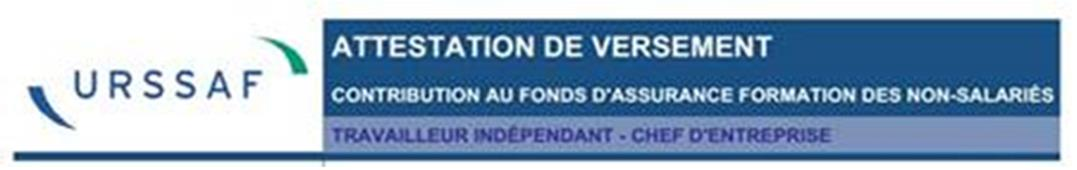 URSSAF
ATTESTATION DE VERSEMENT
CONTRIBUTION AU FONDS D'ASSURANCE FORMATION DES NON-SALARIÉS
TRAVAILLEUR INDÉPENDANT - CHEF D'ENTREPRISE